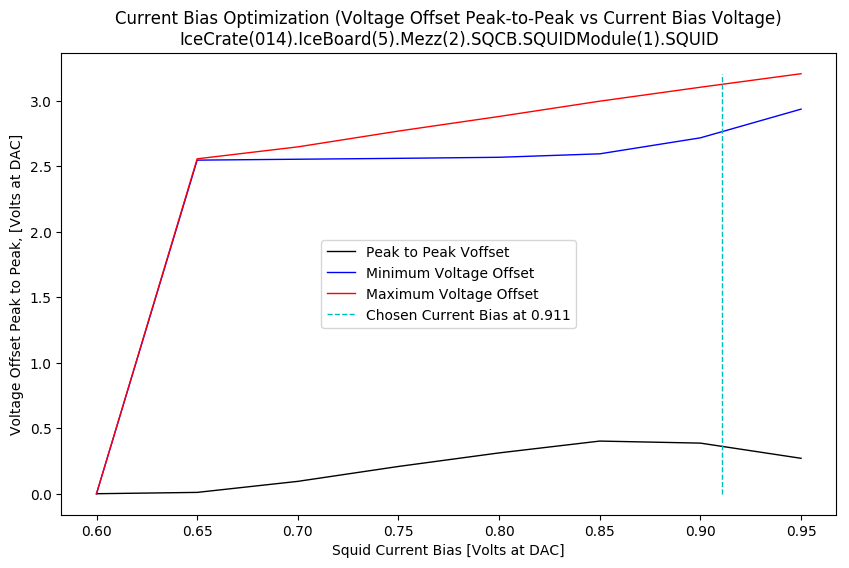 Current Bias Optimization (Voltage Offset Peak-to-Peak vs Current Bias Voltage)
IceCrate(014).IceBoard(5).Mezz(2).SQCB.SQUIDModule(1).SQUID
Voltage Offset Peak to Peak, [Volts at DAC]
3.0
2.5
2.0
1.5
1.0
0.5
0.0
Peak to Peak Voffset
Minimum Voltage Offset
Maximum Voltage Offset
Chosen Current Bias at 0.911
0.60 0.65 0.70 0.75 0.80 0.85 0.90 0.95
Squid Current Bias [Volts at DAC]